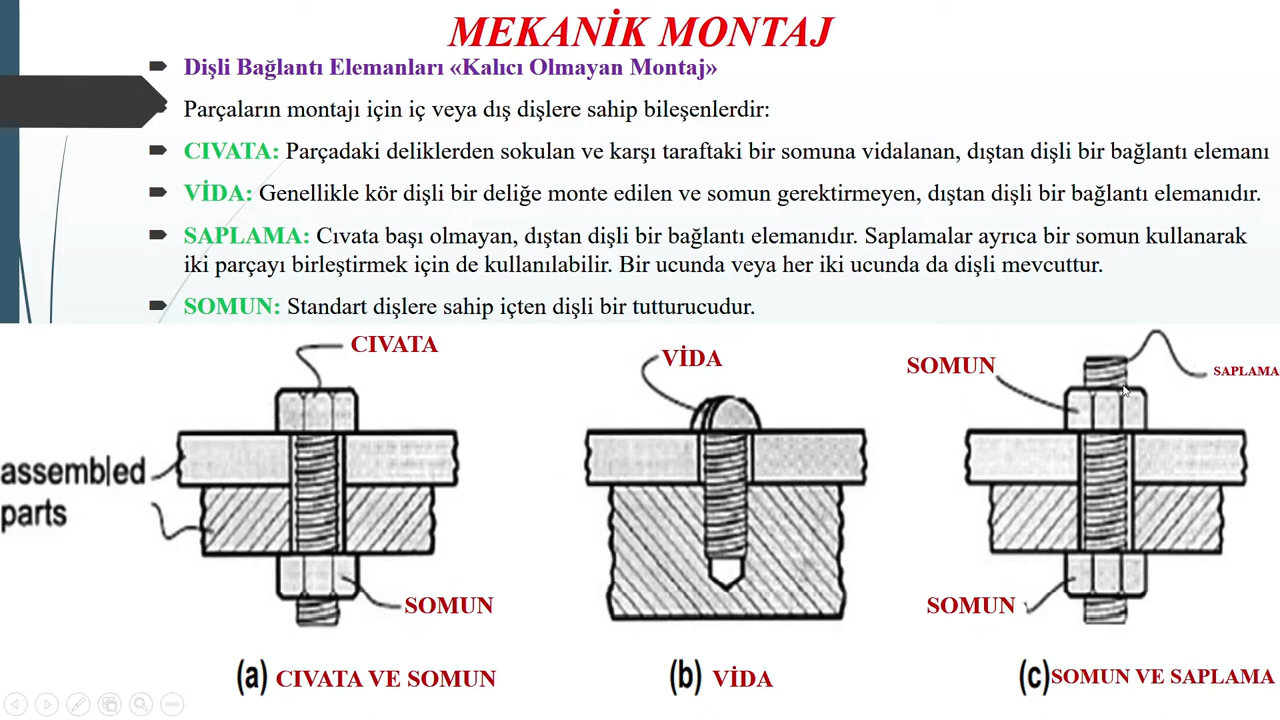 MEKANİK MONTAJ
Dişli Bağlantı Elemanları «Kalıcı Olmayan Montaj»
Parçaların montajı için iç veya dış dişlere sahip bileşenlerdir:
CIVATA: Parçadaki deliklerden sokulan ve karşı taraftaki bir somuna vidalanan, dıştan dişli bir bağlantı elemanı
VİDA: Genellikle kör dişli bir deliğe monte edilen ve somun gerektirmeyen, dıştan dişli bir bağlantı elemanıdır.
SAPLAMA: Cıvata başı olmayan, dıştan dişli bir bağlantı elemanıdır. Saplamalar ayrıca bir somun kullanarak
iki parçayı birleştirmek için de kullanılabilir. Bir ucunda veya her iki ucunda da dişli mevcuttur.
SOMUN: Standart dişlere sahip içten dişli bir tutturucudur.
CIVATA
VİDA
SOMUN
SAPLAMA
assembled
parts
SOMUN
SOMUN
(a) CIVATA VE SOMUN
(b) VİDA
(c) SOMUN VE SAPLAMA